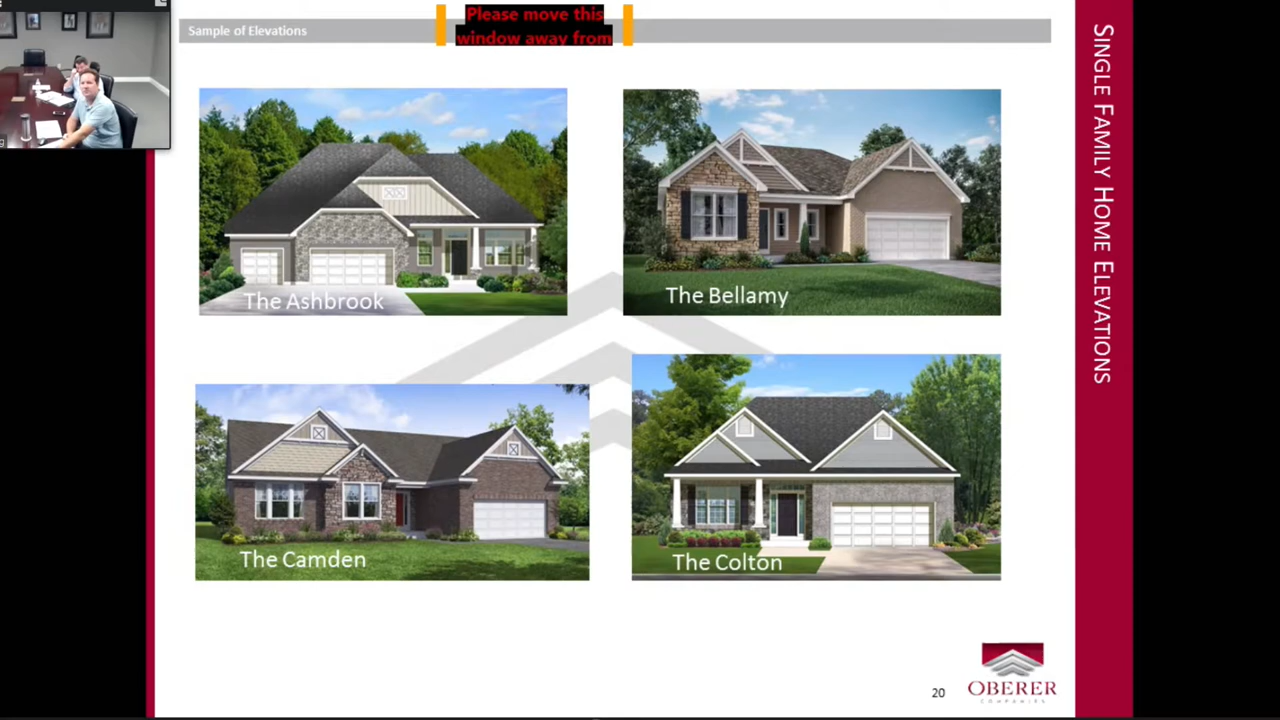 Sample of Elevations
Please move this
window away from
SINGLE FAMILY HOME ELEVATIONS
The Ashbrook
The Bellamy
The Camden
The Colton
20
OBERER
COMPANIES